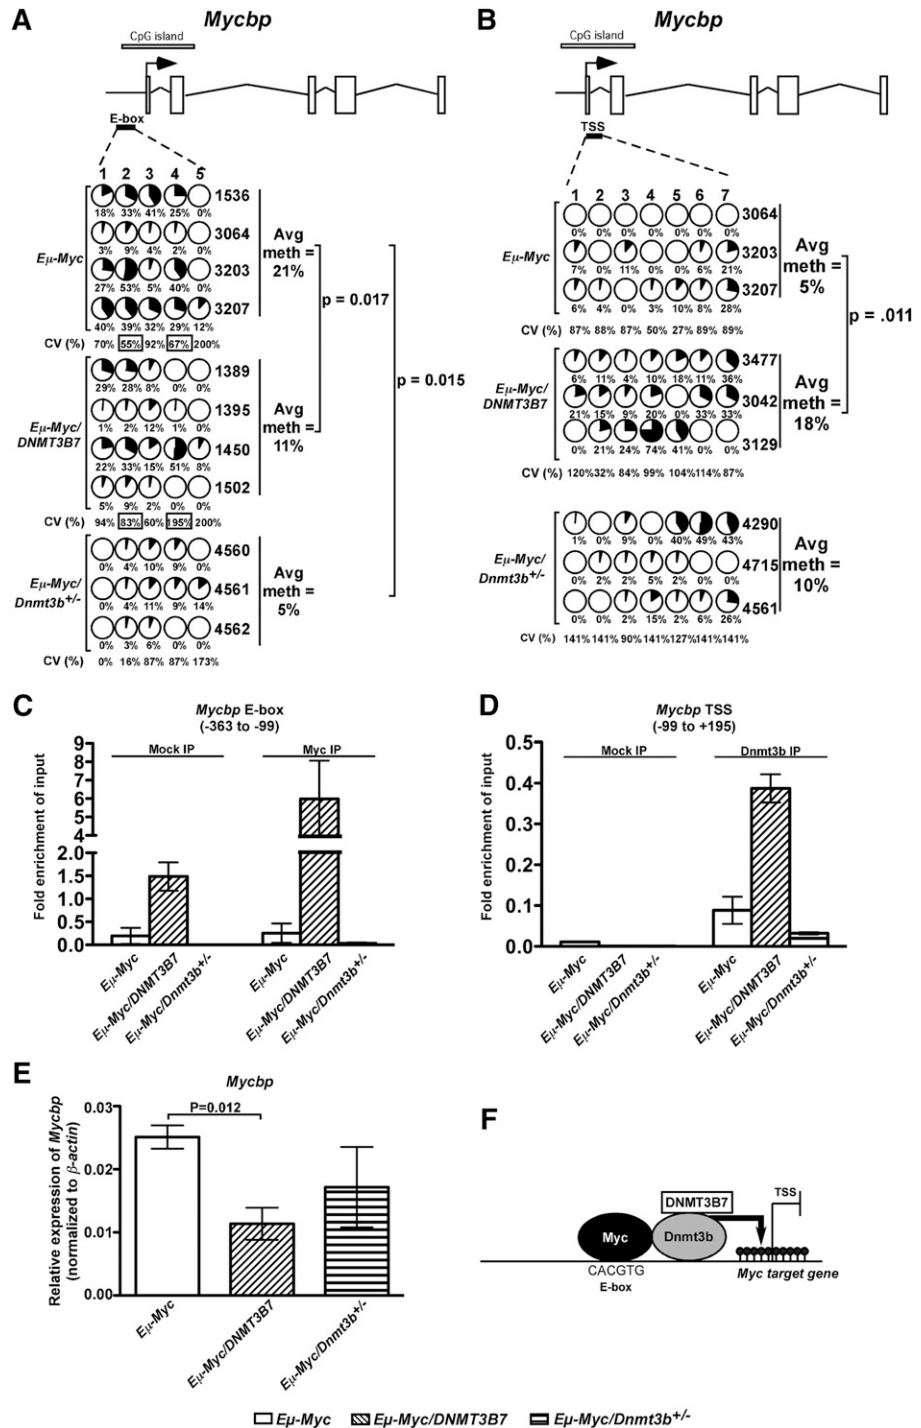 A
Mycbp
CpG island
E-box
1 2 3 4 5
Eμ-Myc
1536
18% 33% 41% 25% 0%
3064
3% 9% 4% 2% 0%
3203
27% 53% 5% 40% 0%
3207
40% 39% 32% 29% 12%
CV (%) 70% 55% 92% 67% 200%
Avg
meth =
21%
Eμ-Myc/
DNMT3B7
1389
29% 28% 8% 0% 0%
1395
1% 2% 12% 1% 0%
1450
22% 33% 15% 51% 8%
1502
5% 9% 2% 0% 0%
CV (%) 94% 83% 60% 195% 200%
Avg
meth =
11%
Eμ-Myc/
Dnmt3b+/-
4560
0% 4% 10% 9% 0%
4561
0% 4% 11% 9% 14%
4562
0% 3% 6% 0% 0%
CV (%) 0% 16% 87% 87% 173%
Avg
meth =
5%
p = 0.017
p = 0.015
B
Mycbp
CpG island
TSS
1 2 3 4 5 6 7
Eμ-Myc
3064
0% 0% 0% 0% 0% 0% 0%
3203
7% 0% 11% 0% 0% 6% 21%
3207
6% 4% 0% 3% 10% 8% 28%
CV (%) 87% 88% 87% 50% 27% 89% 89%
Avg
meth =
5%
Eμ-Myc/
DNMT3B7
3477
6% 11% 4% 10% 18% 11% 36%
3042
21% 15% 9% 20% 0% 33% 33%
3129
0% 21% 24% 74% 41% 0% 0%
CV (%) 120% 32% 84% 99% 104% 114% 87%
Avg
meth =
18%
p = .011
Eμ-Myc/
Dnmt3b+/-
4290
1% 0% 9% 0% 40% 49% 43%
4715
0% 2% 2% 5% 2% 0% 0%
4561
0% 0% 2% 15% 2% 6% 26%
CV (%) 141% 141% 90% 141% 127% 141% 141%
Avg
meth =
10%
C
Mycbp E-box
(-363 to -99)
Mock IP
Myc IP
Fold enrichment of input
9
8
7
6
5
4
2.0
1.5
1.0
0.5
0.0
Eμ-Myc
Eμ-Myc/DNMT3B7
Eμ-Myc/Dnmt3b+/-
Eμ-Myc
Eμ-Myc/DNMT3B7
Eμ-Myc/Dnmt3b+/-
D
Mycbp TSS
(-99 to +195)
Mock IP
Dnmt3b IP
Fold enrichment of input
0.5
0.4
0.3
0.2
0.1
0.0
Eμ-Myc
Eμ-Myc/DNMT3B7
Eμ-Myc/Dnmt3b+/-
Eμ-Myc
Eμ-Myc/DNMT3B7
Eμ-Myc/Dnmt3b+/-
E
Mycbp
Relative expression of Mycbp
(normalized to β-actin)
0.03
0.02
0.01
0.00
P=0.012
Eμ-Myc
Eμ-Myc/DNMT3B7
Eμ-Myc/Dnmt3b+/-
F
DNMT3B7
TSS
Myc
Dnmt3b
CACGTG
E-box
Myc target gene
Eμ-Myc Eμ-Myc/DNMT3B7 Eμ-Myc/Dnmt3b+/-